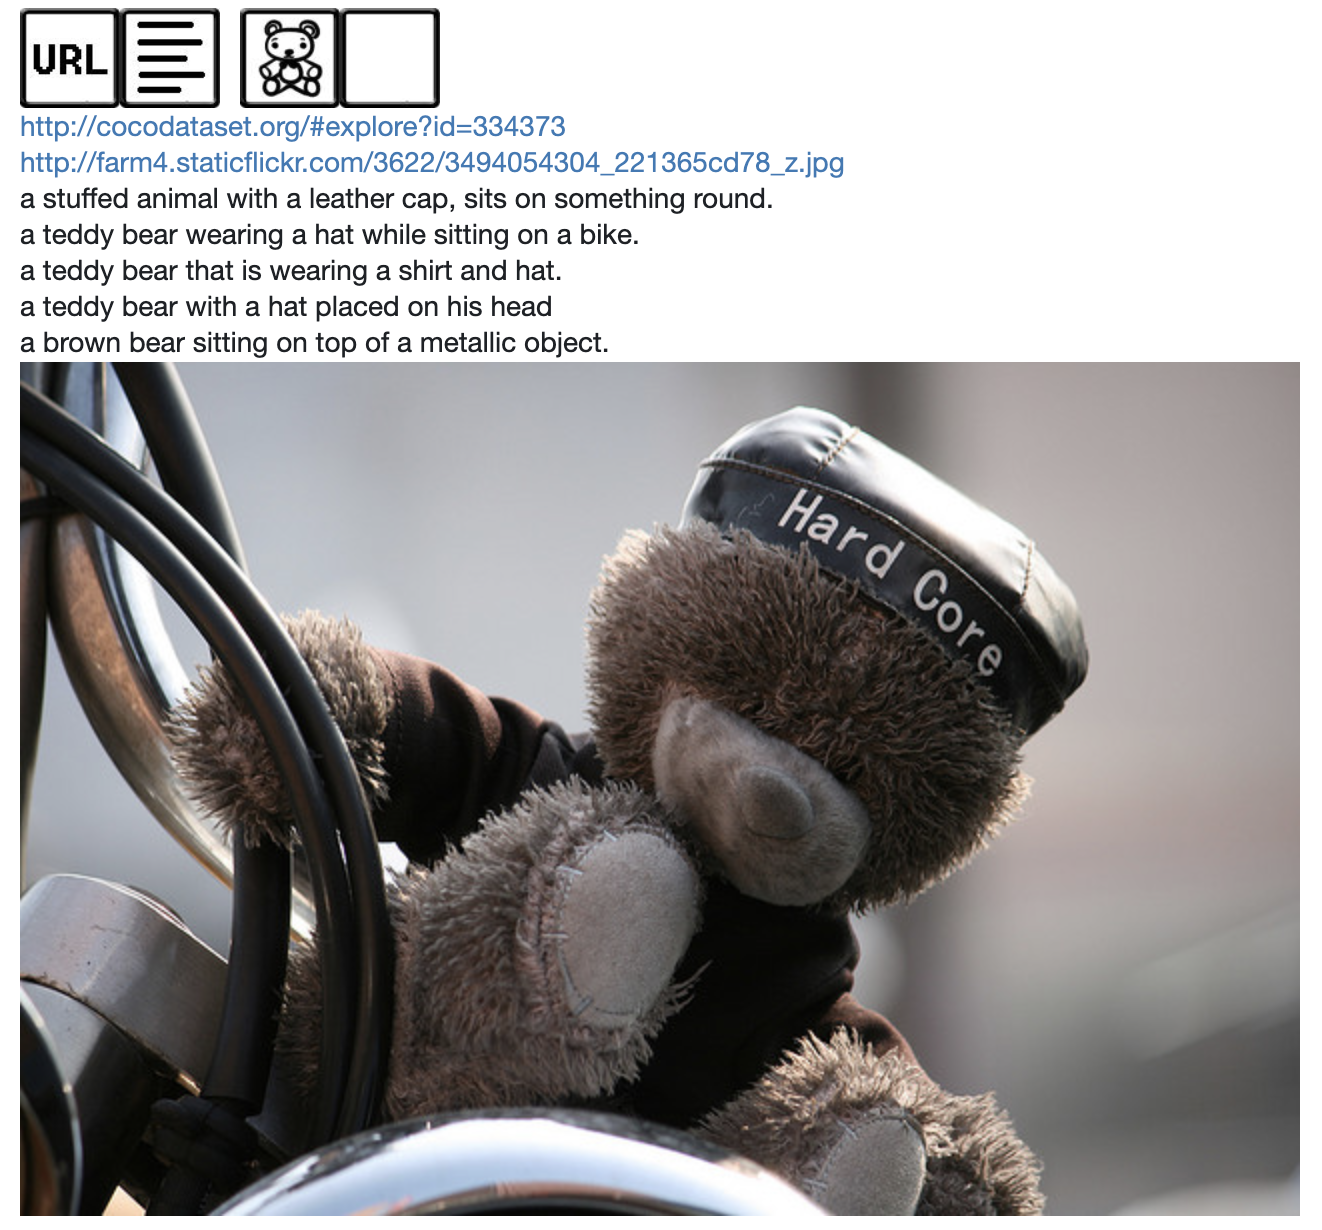 URL
http://cocodataset.org/#explore?id=334373
http://farm4.staticflickr.com/3622/3494054304_221365cd78_z.jpg
a stuffed animal with a leather cap, sits on something round.
a teddy bear wearing a hat while sitting on a bike.
a teddy bear that is wearing a shirt and hat.
a teddy bear with a hat placed on his head
a brown bear sitting on top of a metallic object.
Hard Core